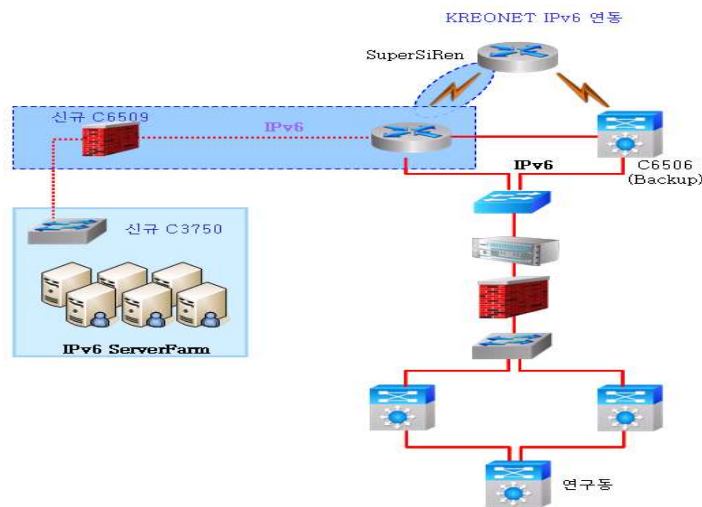 KREONET IPv6 연동
SuperSiRen
신규 C6509
IPv6
IPv6
C6506
(Backup)
신규 C3750
IPv6 ServerFarm
연구동